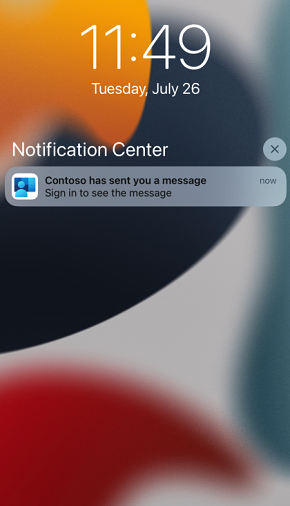 11:49
Tuesday, July 26
Notification Center
Contoso has sent you a message now
Sign in to see the message